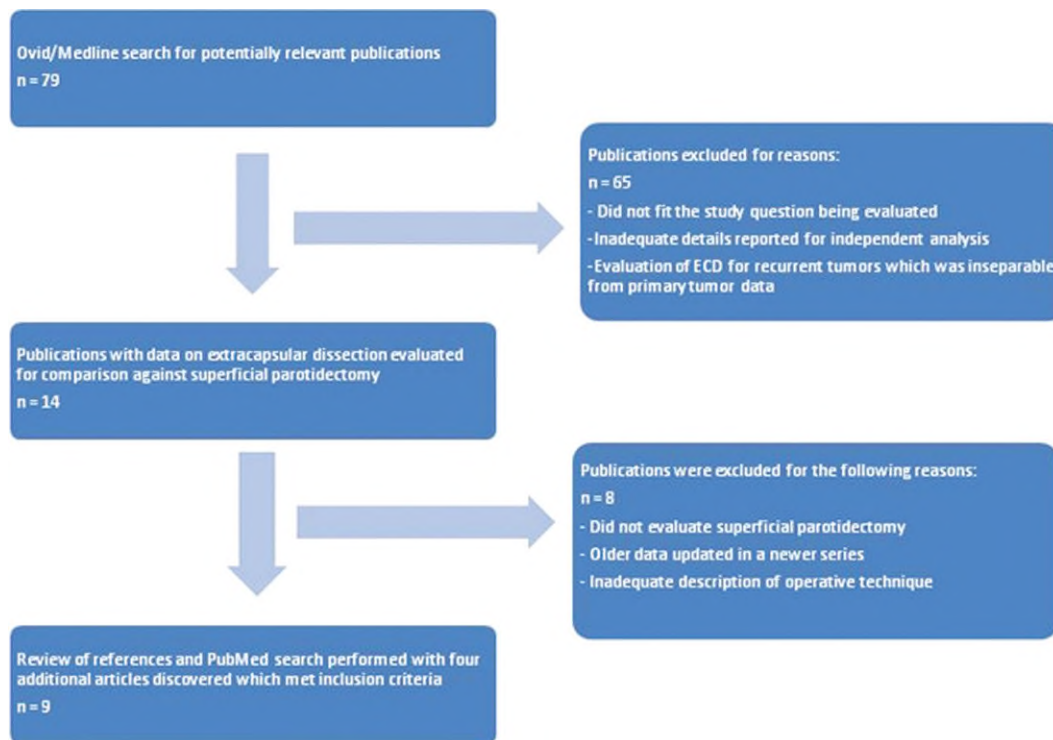 Ovid/Medline search for potentially relevant publications
n = 79
Publications excluded for reasons:
n = 65
- Did not fit the study question being evaluated
-Inadequate details reported for independent analysis
-Evaluation of ECD for recurrent tumors which was inseparable
from primary tumor data
Publications with data on extracapsular dissection evaluated
for comparison against superficial parotidectomy
n = 14
Publications were excluded for the following reasons:
n = 8
- Did not evaluate superficial parotidectomy
- Older data updated in a newer series
- Inadequate description of operative technique
Review of references and PubMed search performed with four
additional articles discovered which met inclusion criteria
n = 9